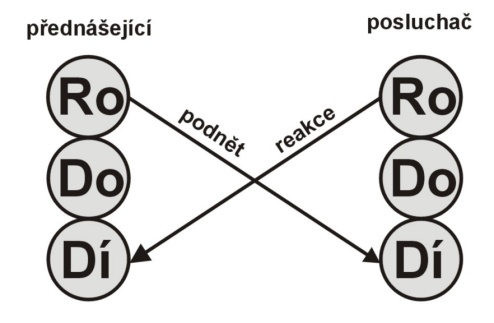 přednášející
posluchač
Ro
Ro
podnět
reakce
Do
Do
Dí
Dí